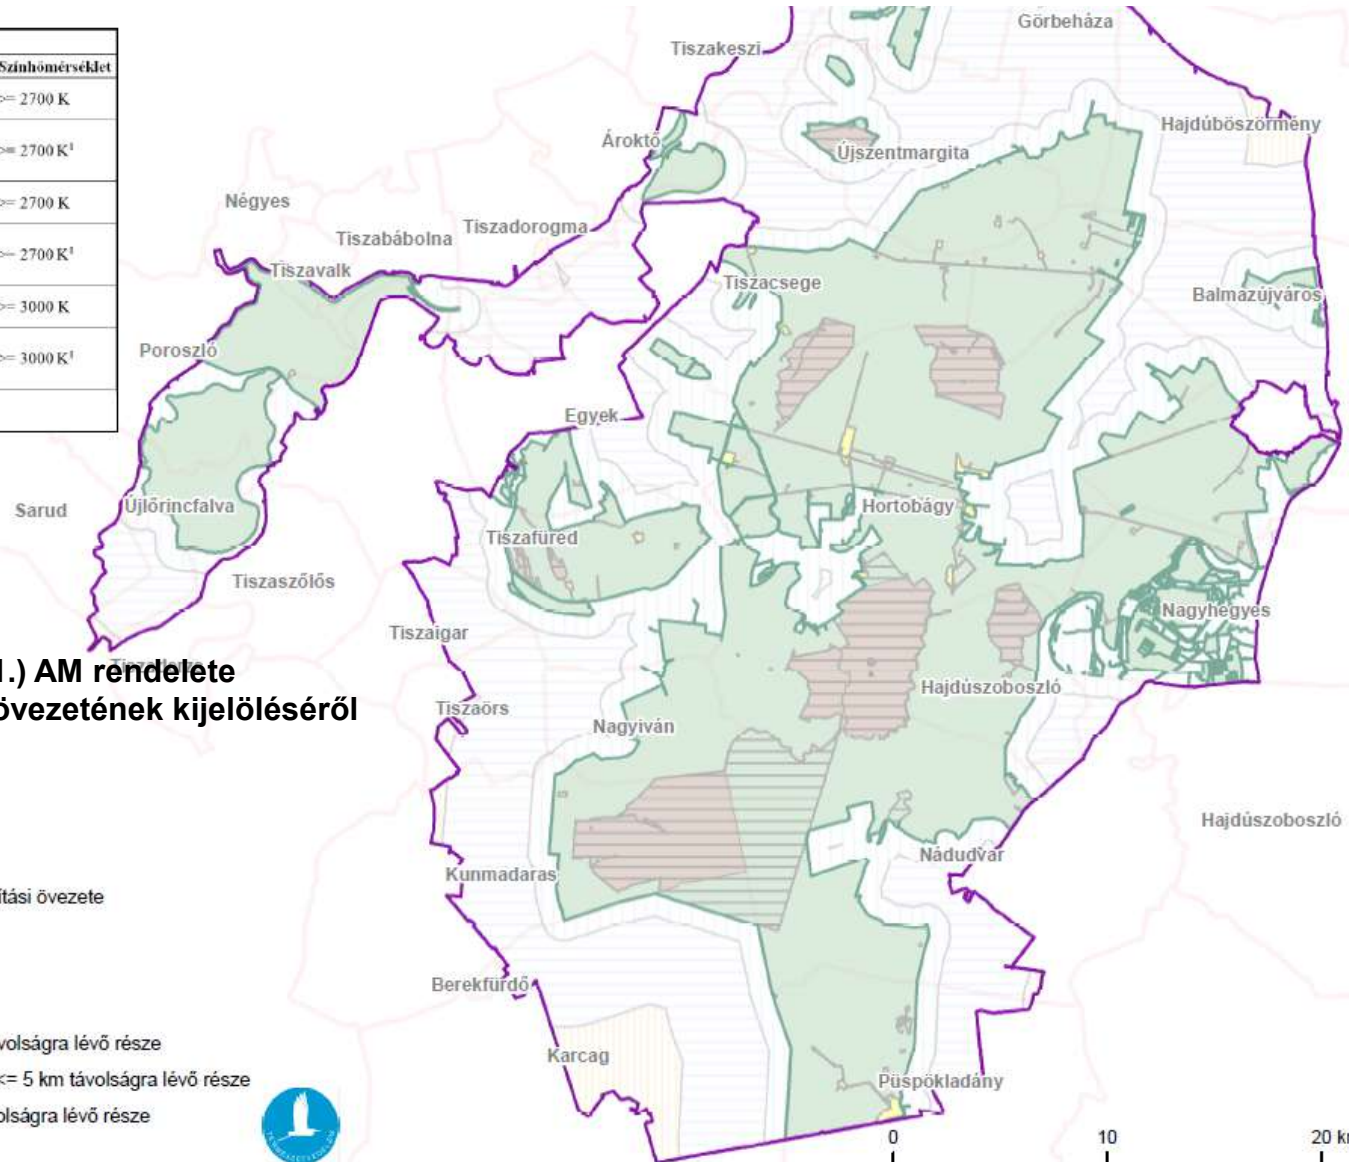 Színhőmérséklet
>= 2700 K
>= 2700 K¹
>= 2700 K
>= 2700 K¹
>= 3000 K
>= 3000 K¹
Görbeháza
Tiszakeszi
Hajdúböszörmény
Ároktő
Újszentmargita
Négyes
Tiszadorogma
Tiszabábolna
Tiszavalk
Tiszacsege
Balmazújváros
Poroszló
Egyek
Újlőrincfalva
Sarud
Hortobágy
Tiszafüred
Tiszaszőlős
Nagyhegyes
Tiszaigar
1.) AM rendelete
övezetének kijelöléséről
Hajdúszoboszló
Tiszaörs
Nagyiván
Hajdúszoboszló
Nádudvar
Kunmadaras
ítási övezete
Berekfürdő
volságra lévő része
Karcag
<= 5 km távolságra lévő része
Püspökladány
olságra lévő része
TERMÉSZETVÉDELEM
0 10 20 km